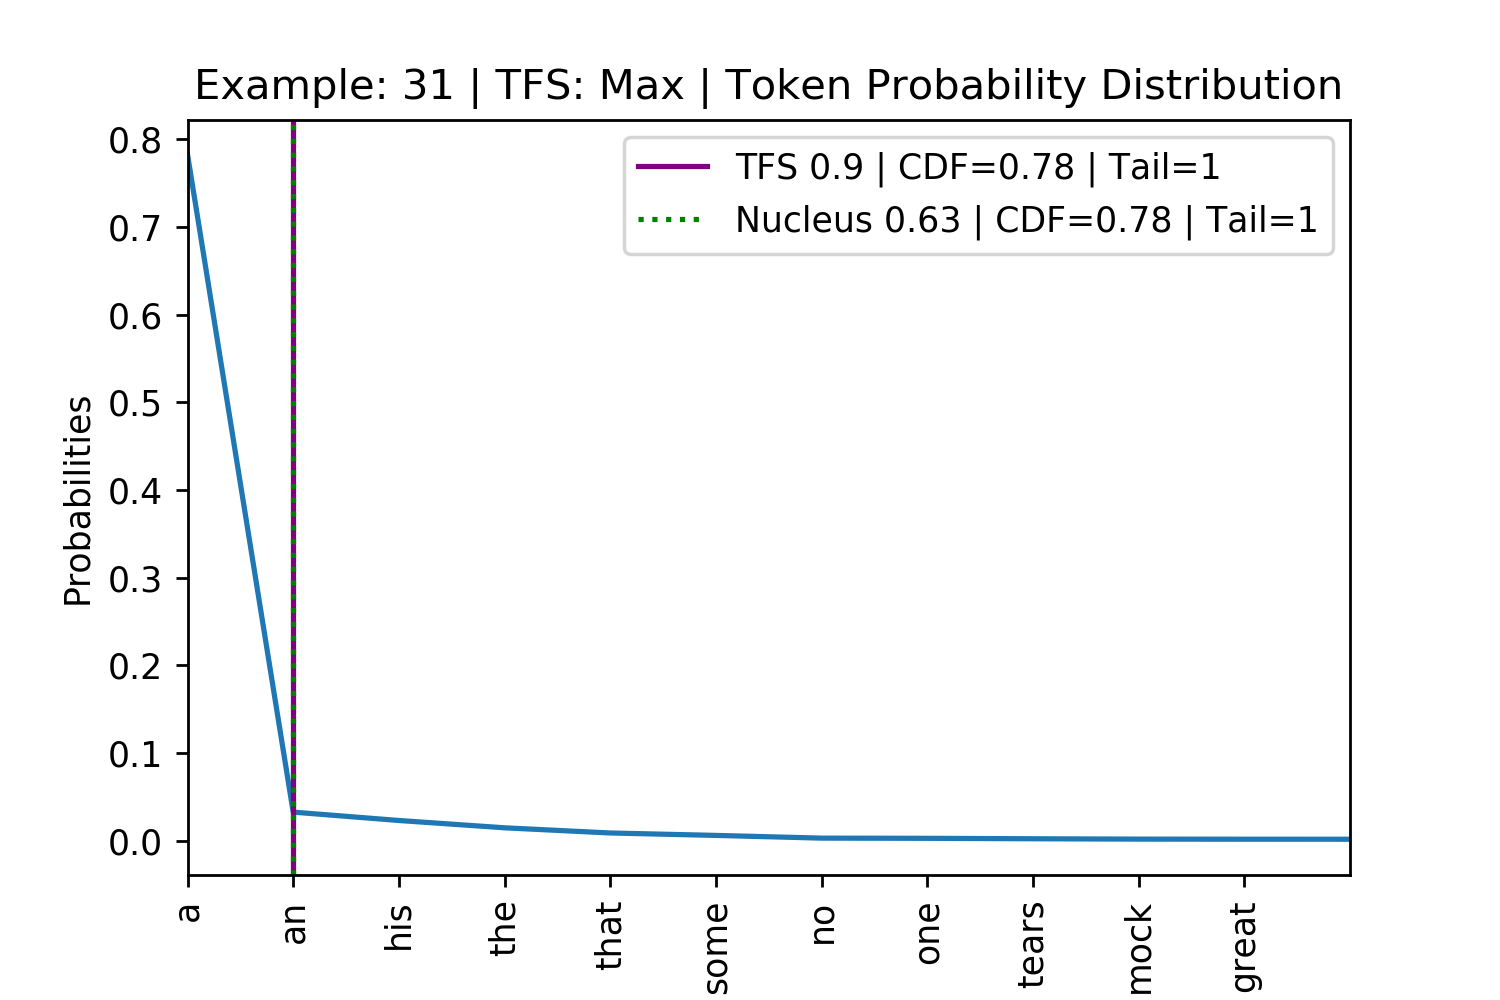 Example: 31 | TFS: Max | Token Probability Distribution
TFS 0.9 | CDF=0.78 | Tail=1
Nucleus 0.63 | CDF=0.78 | Tail=1
Probabilities
0.8
0.7
0.6
0.5
0.4
0.3
0.2
0.1
0.0
a
an
his
the
that
some
no
one
tears
mock
great